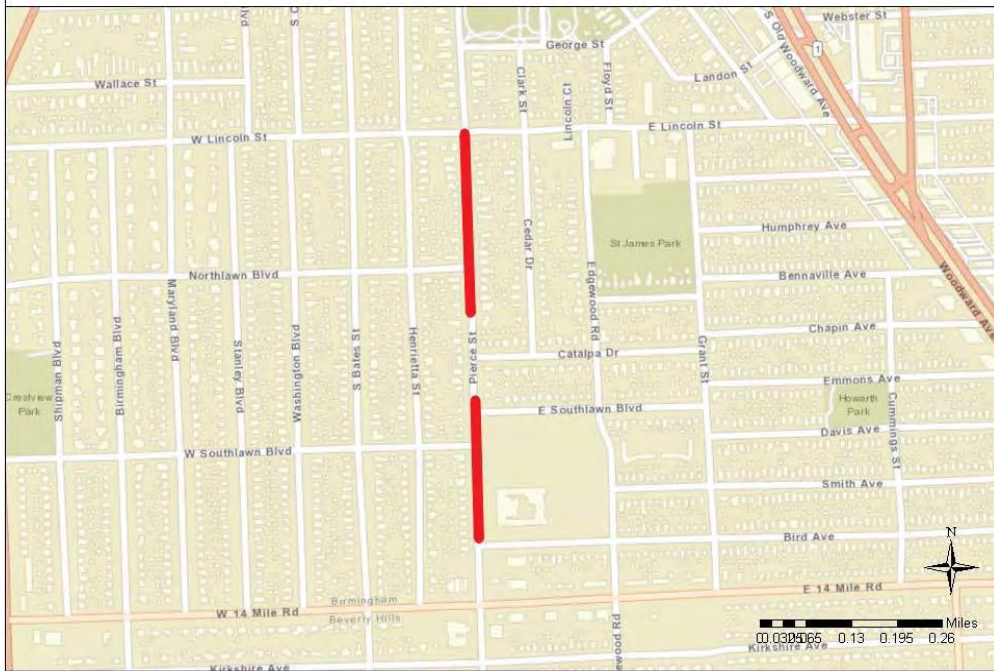 Webster St
S Old Woodward Ave
1
George St
Landon St
Wallace St
Clark St
Floyd St
Lincoln Ct
W Lincoln St
E Lincoln St
Cedar Dr
Humphrey Ave
St James Park
Northlawn Blvd
Bennaville Ave
Woodward Ave
Edgewood Rd
Maryland Blvd
Shipman Blvd
Birmingham Blvd
Stanley Blvd
Washington Blvd
S Bates St
Henrietta St
Pierce St
Catalpa Dr
Grant St
Chapin Ave
Emmons Ave
Crestview
Park
Howarth
Park
Cummings St
E Southlawn Blvd
Davis Ave
W Southlawn Blvd
Smith Ave
Bird Ave
N
Birmingham
Beverly Hills
W 14 Mile Rd
E 14 Mile Rd
Miles
0.13 0.195 0.26
Kirkshire Ave
Kirkshire Ave